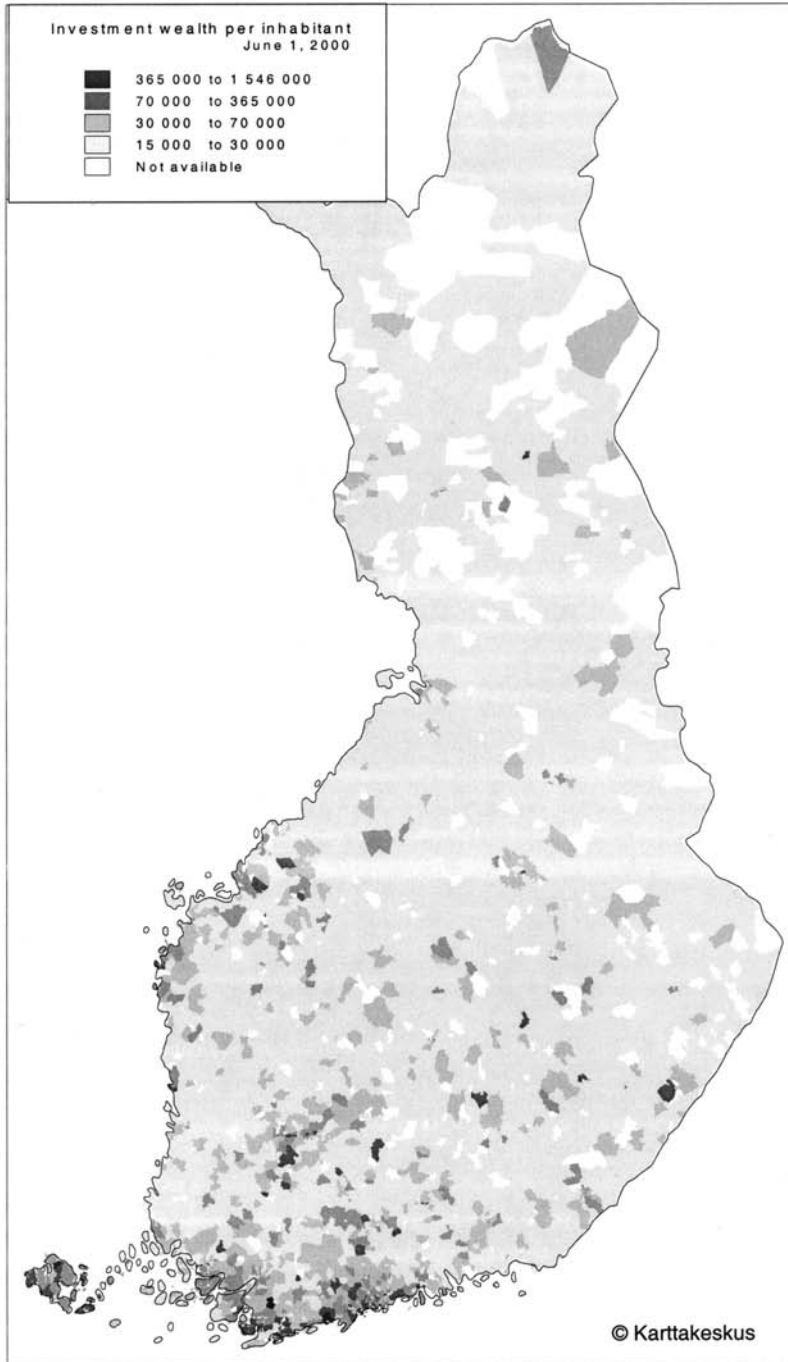 Investment wealth per inhabitant
June 1, 2000
365 000 to 1 546 000
70 000 to 365 000
30 000 to 70 000
15 000 to 30 000
Not available
© Karttakeskus